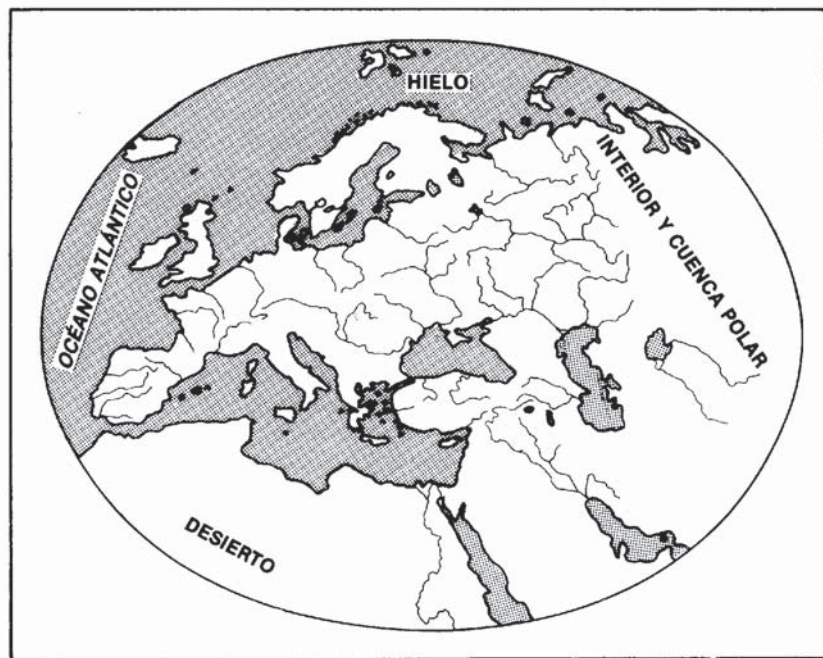 HIELO
INTERIOR Y CUENCA POLAR
OCÉANO ATLÁNTICO
DESIERTO